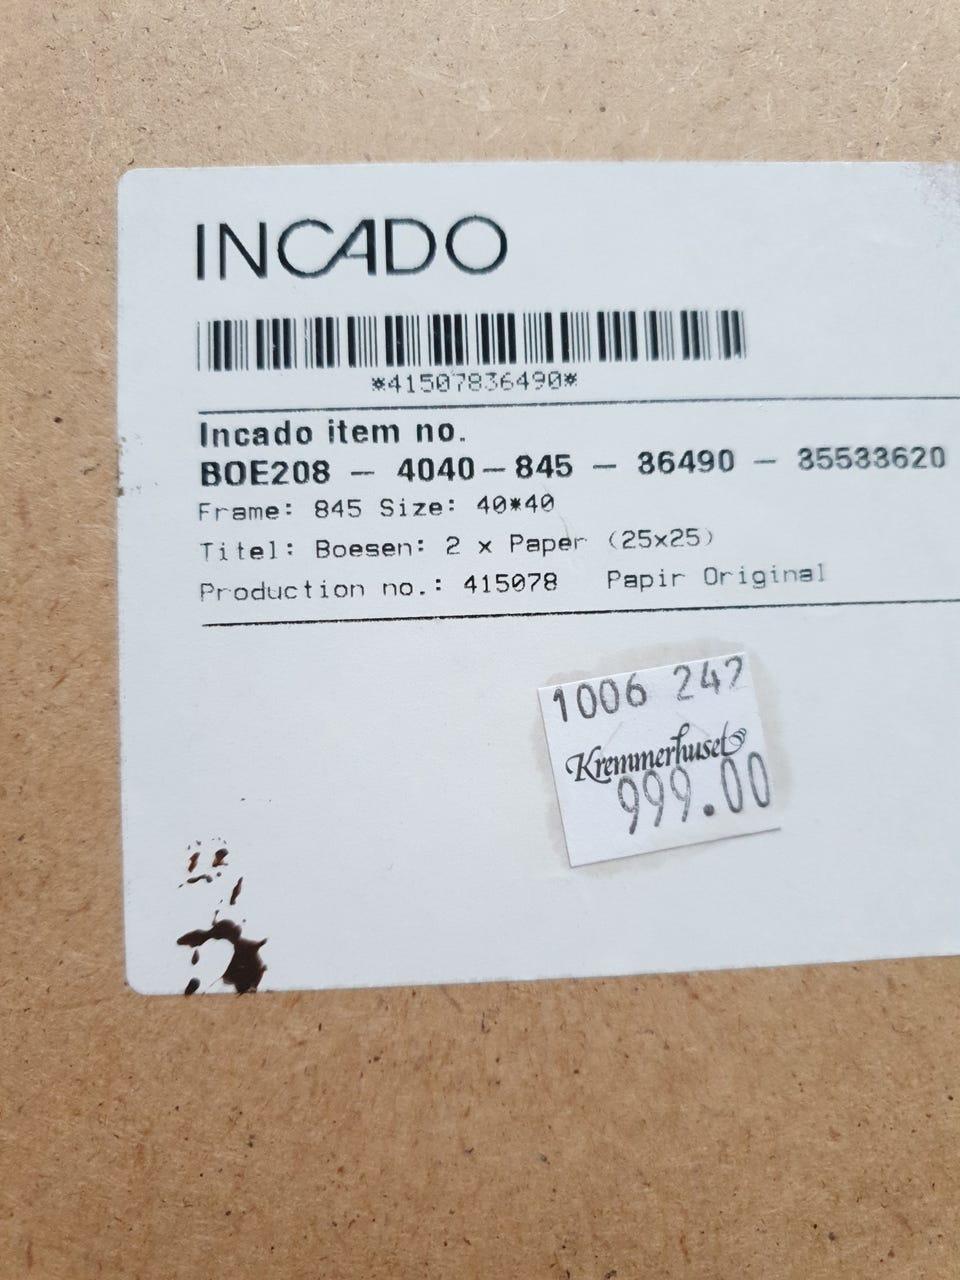 INCADO
*41507836490*
Incado item no.
BOE208 – 4040–845 – 36490 – 35533620
Frame: 845 Size: 40*40
Titel: Boesen: 2 x Paper (25x25)
Production no.: 415078 Papir Original
1006 247
Kremmerhuset
999.00